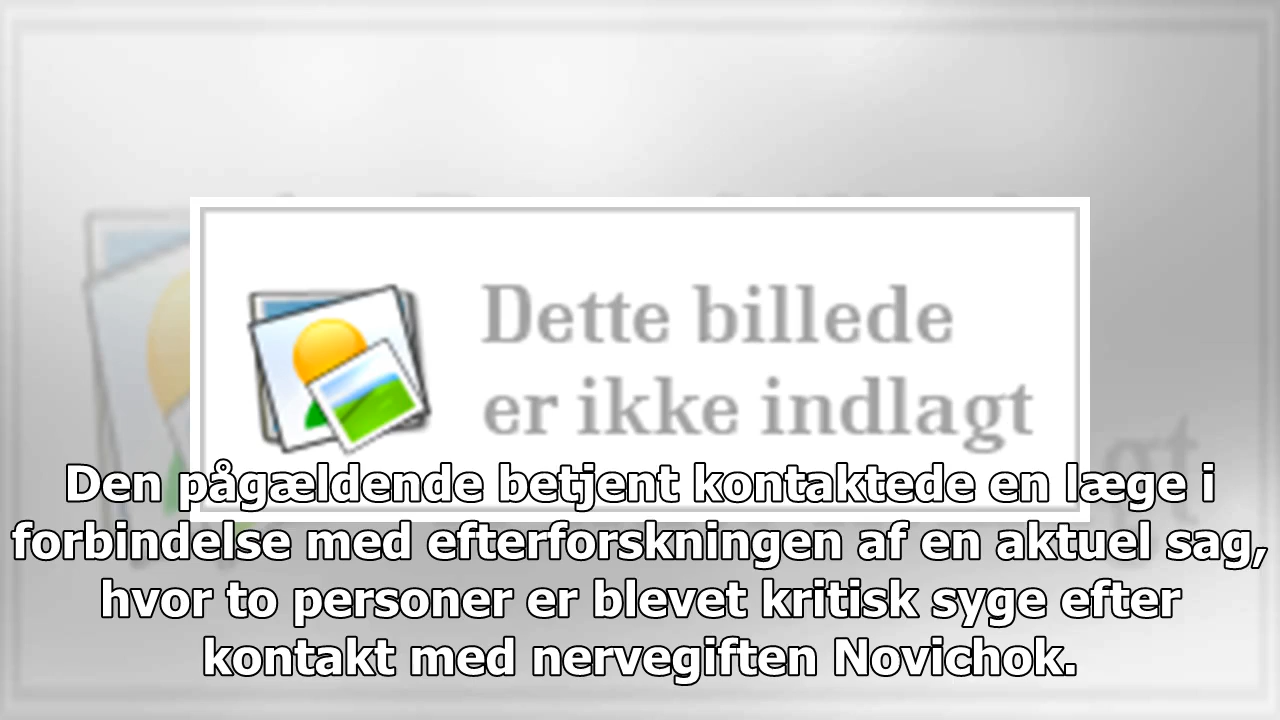 Dette billede
er ikke indlagt
Den pågældende betjent kontaktede en læge i
forbindelse med efterforskningen af en aktuel sag,
hvor to personer er blevet kritisk syge efter
kontakt med nervegiften Novichok.